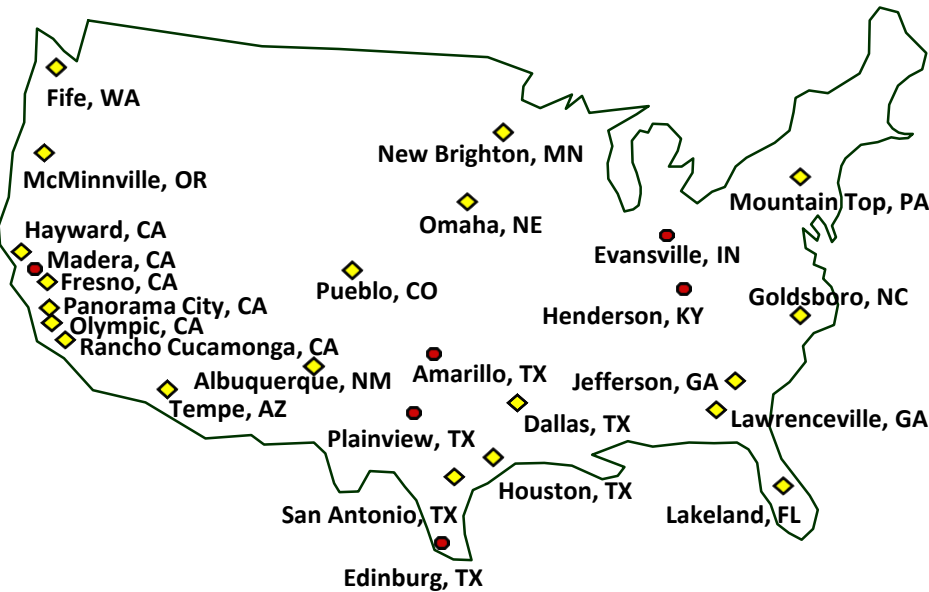 Fife, WA
New Brighton, MN
McMinnville, OR
Mountain Top, PA
Omaha, NE
Hayward, CA
Evansville, IN
Madera, CA
Fresno, CA
Pueblo, CO
Goldsboro, NC
Panorama City, CA
Henderson, KY
Olympic, CA
Rancho Cucamonga, CA
Albuquerque, NM
Amarillo, TX
Jefferson, GA
Tempe, AZ
Lawrenceville, GA
Dallas, TX
Plainview, TX
Houston, TX
San Antonio, TX
Lakeland, FL
Edinburg, TX